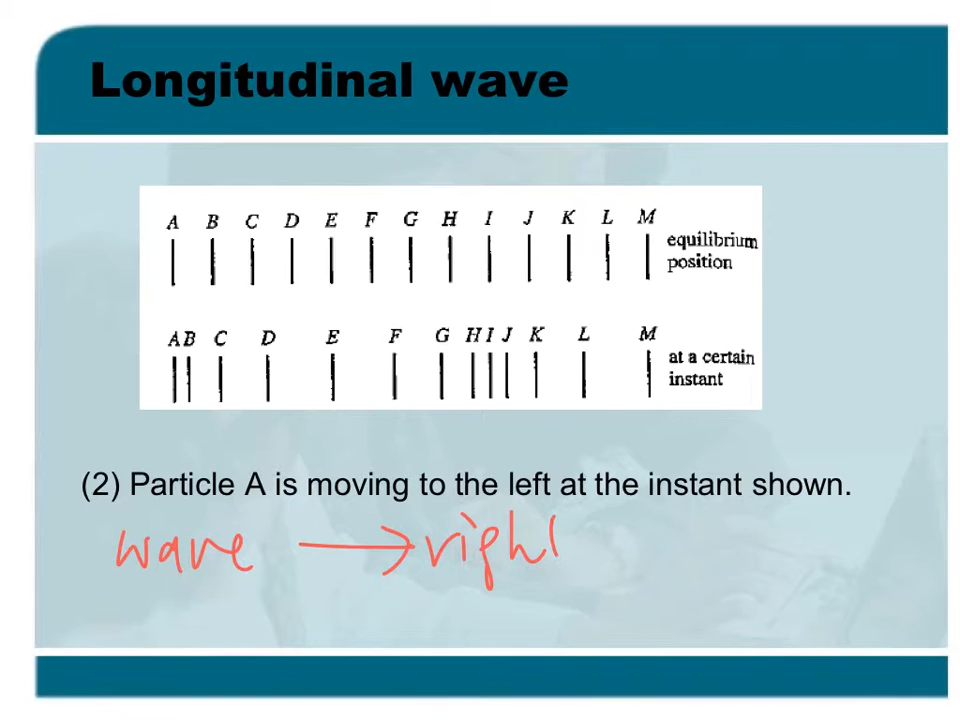 Longitudinal wave
A B C D E F G H I J K L M
equilibrium
position
A B C D E F G H I J K L M
at a certain
instant
(2) Particle A is moving to the left at the instant shown.
wave → right